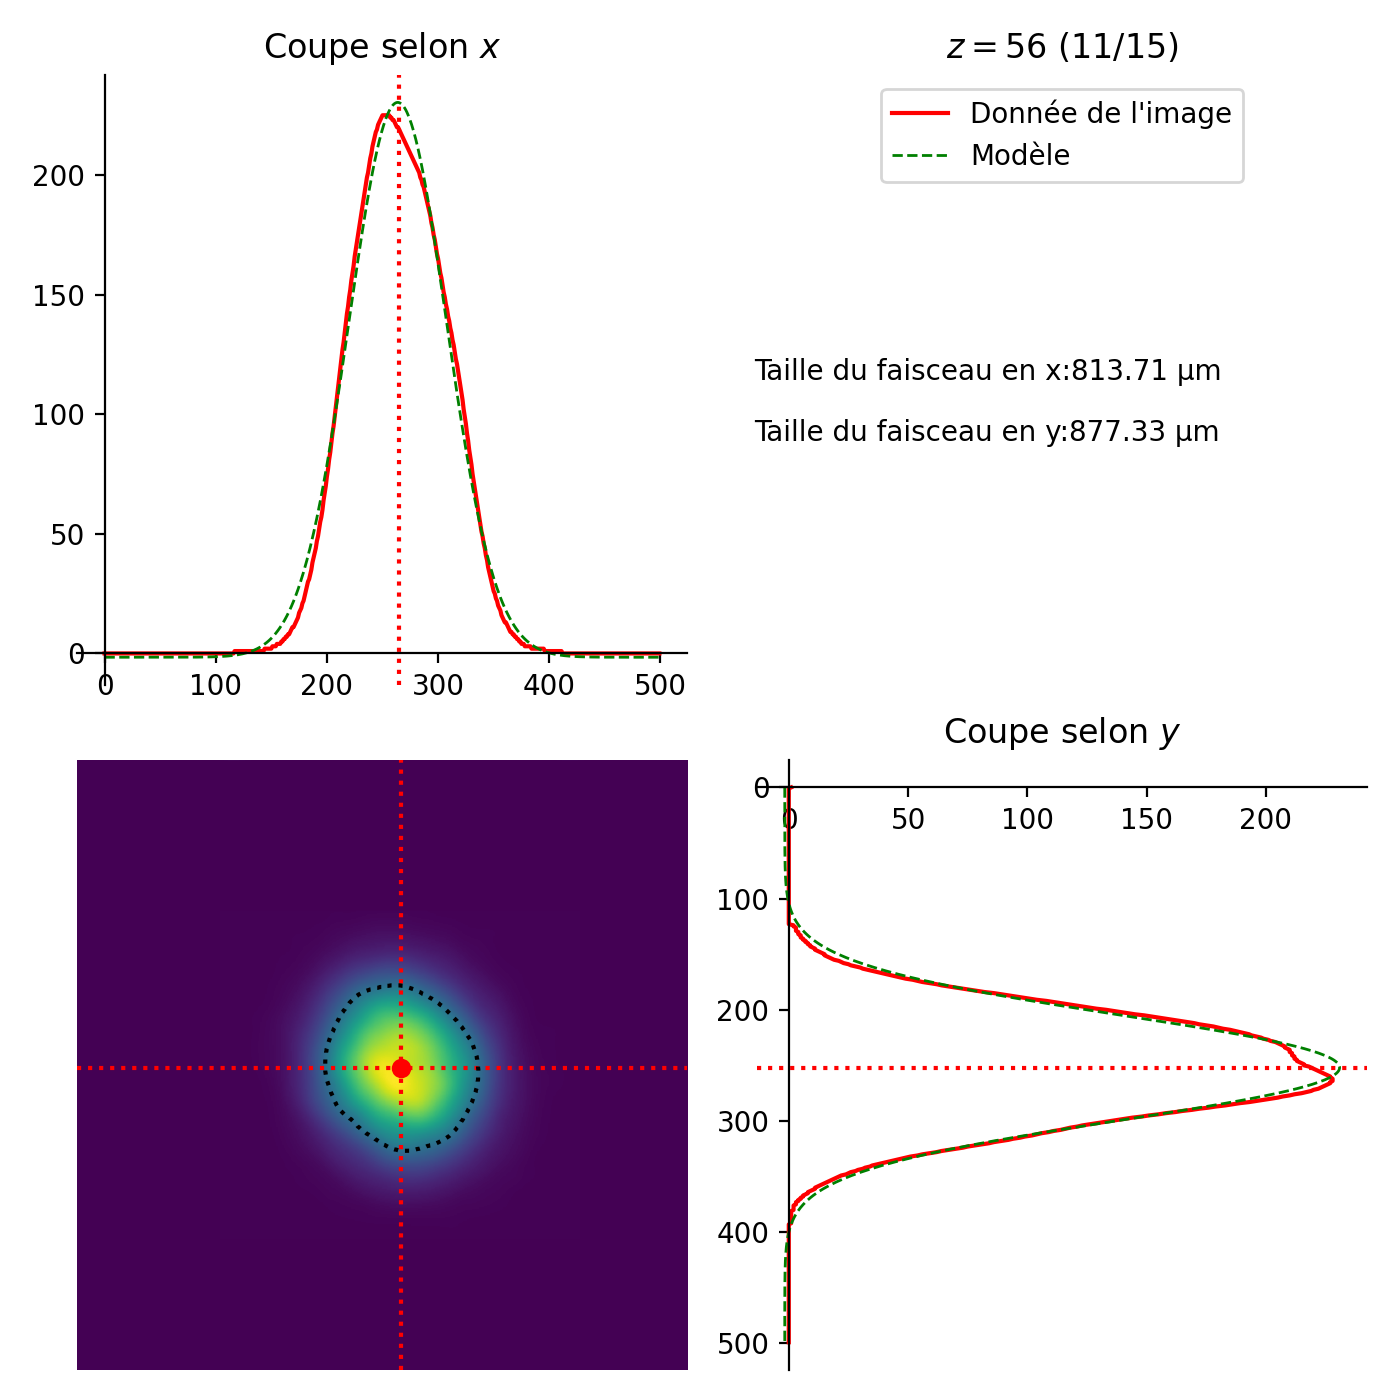 Coupe selon x
z = 56 (11/15)
Donnée de l'image
Modèle
200
150
100
50
0
0 100 200 300 400 500
Taille du faisceau en x:813.71 µm
Taille du faisceau en y:877.33 µm
Coupe selon y
0
0 50 100 150 200
100
200
300
400
500